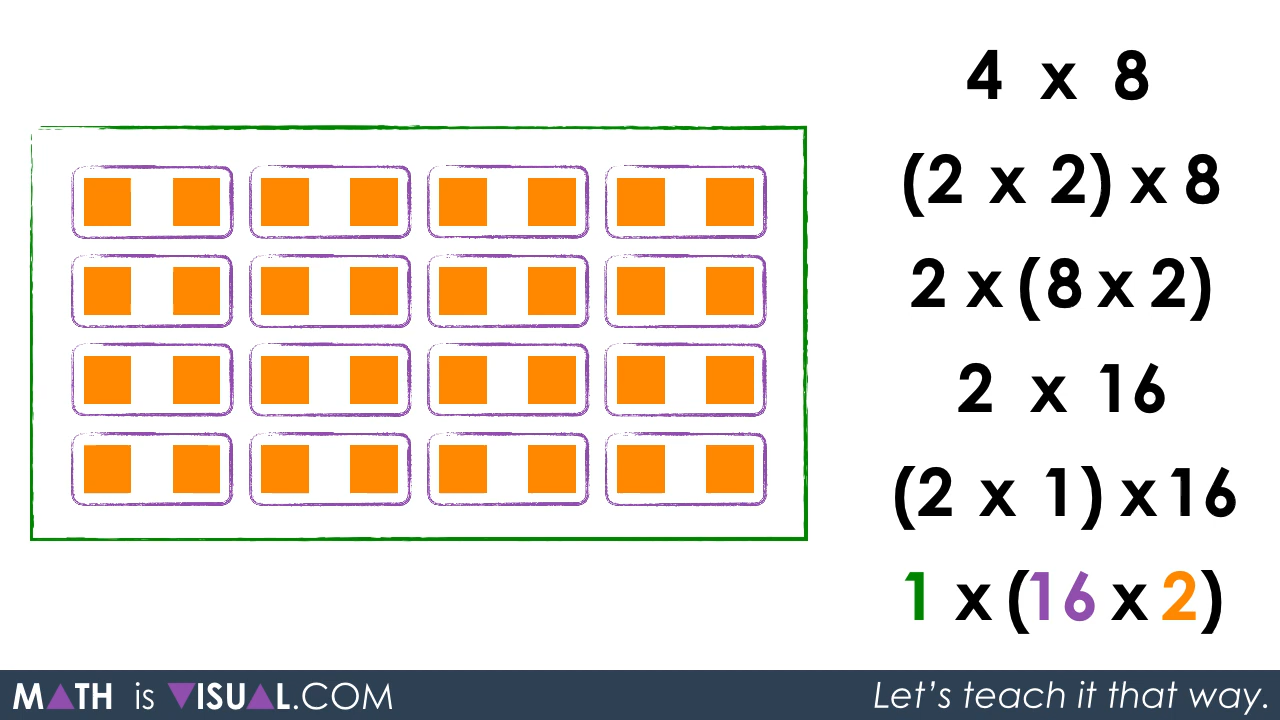 4 x 8
(2 x 2) x 8
2 x (8 x 2)
2 x 16
(2 x 1) x 16
1 x (16 x 2)
MATH is VISUAL.COM
Let's teach it that way.